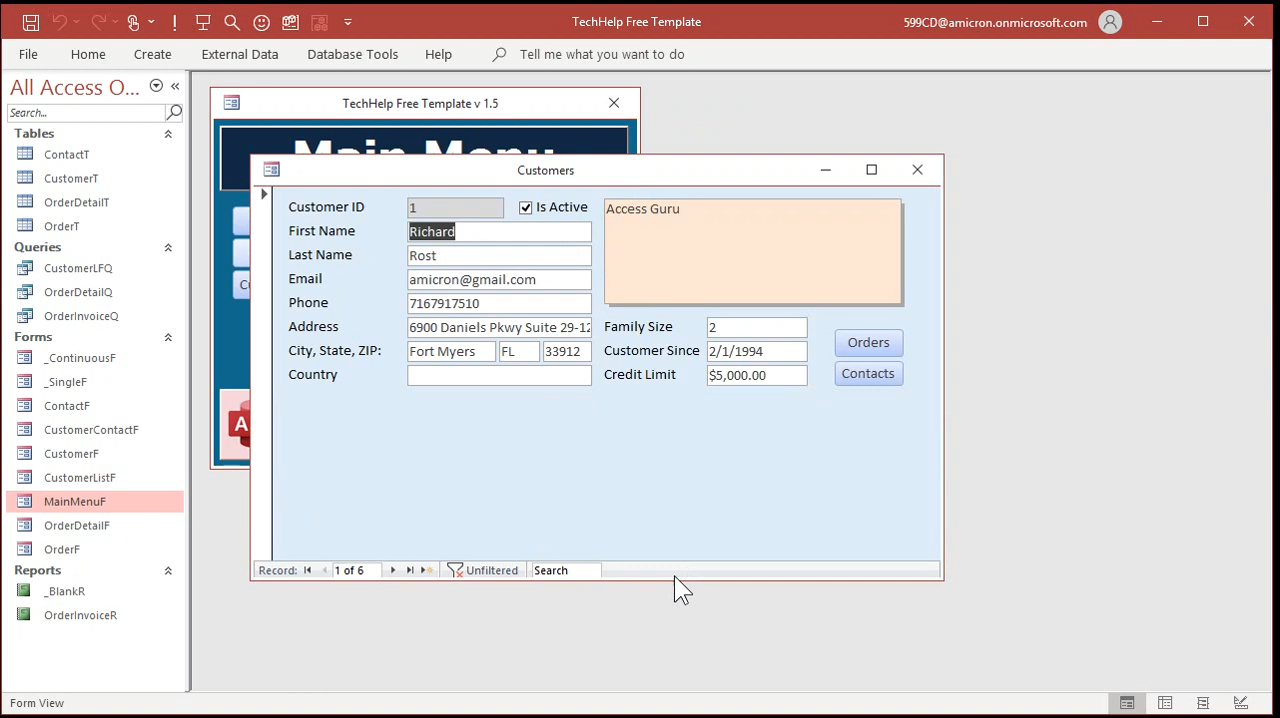 TechHelp Free Template
599CD@amicron.onmicrosoft.com
File Home Create External Data Database Tools Help Tell me what you want to do
All Access O...
Search...
Tables
ContactT
CustomerT
OrderDetailT
OrderT
Queries
CustomerLFQ
OrderDetailQ
OrderInvoiceQ
Forms
_ContinuousF
_SingleF
ContactF
CustomerContactF
CustomerF
CustomerListF
MainMenuF
OrderDetailF
OrderF
Reports
_BlankR
OrderInvoiceR
TechHelp Free Template v 1.5
Main Menu
Customers
Customer ID 1 Is Active
First Name Richard
Last Name Rost
Email amicron@gmail.com
Phone 7167917510
Address 6900 Daniels Pkwy Suite 29-12
City, State, ZIP: Fort Myers FL 33912
Country
Access Guru
Family Size 2
Customer Since 2/1/1994
Credit Limit $5,000.00
Orders
Contacts
Record: 1 of 6 Unfiltered Search
Form View